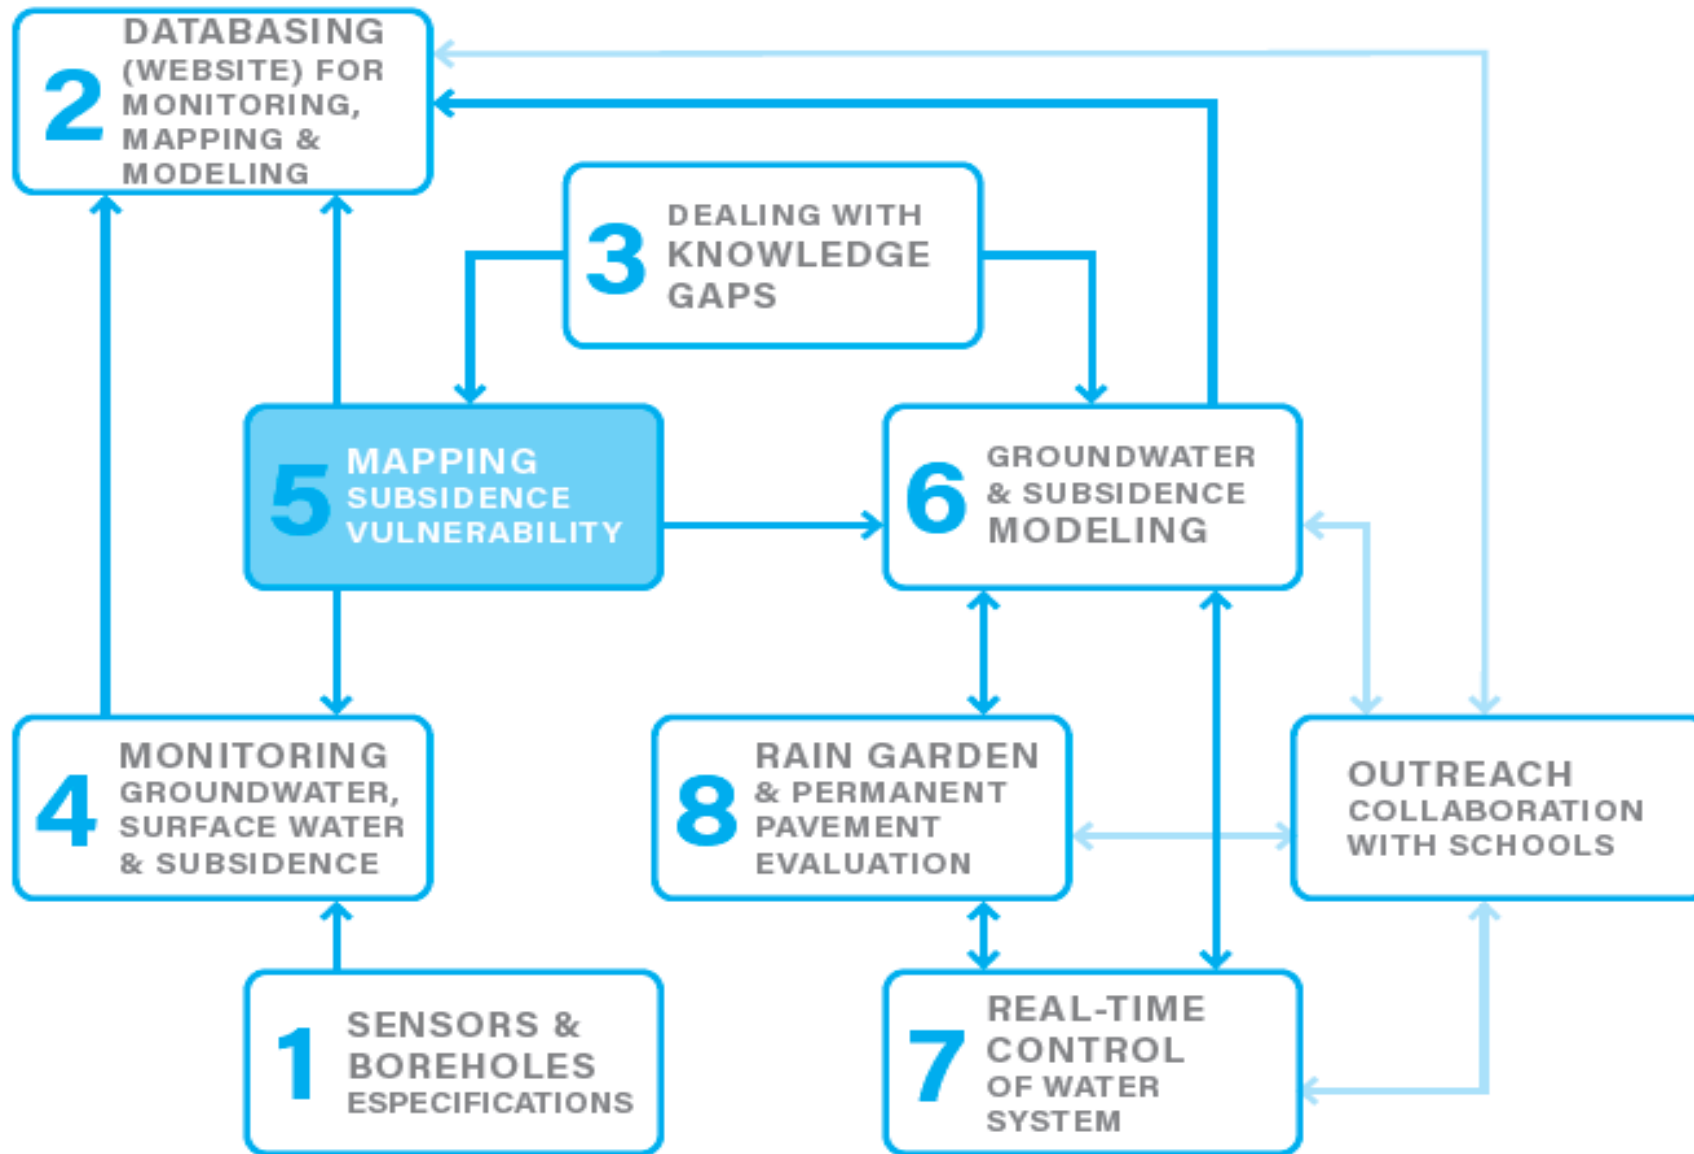 2
DATABASING
(WEBSITE) FOR
MONITORING,
MAPPING &
MODELING
3
DEALING WITH
KNOWLEDGE
GAPS
5
MAPPING
SUBSIDENCE
VULNERABILITY
6
GROUNDWATER
& SUBSIDENCE
MODELING
4
MONITORING
GROUNDWATER,
SURFACE WATER
& SUBSIDENCE
8
RAIN GARDEN
& PERMANENT
PAVEMENT
EVALUATION
OUTREACH
COLLABORATION
WITH SCHOOLS
1
SENSORS &
BOREHOLES
ESPECIFICATIONS
7
REAL-TIME
CONTROL
OF WATER
SYSTEM